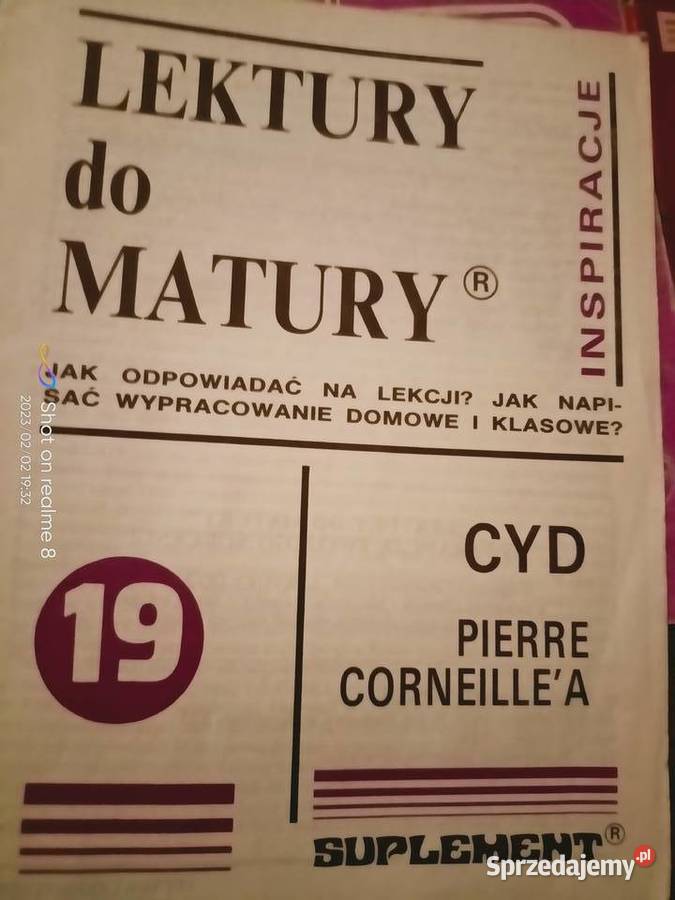 LEKTURY
do
MATURY®
INSPIRACJE
JAK ODPOWIADAĆ NA LEKCJI? JAK NAPI-
SAĆ WYPRACOWANIE DOMOWE I KLASOWE?
Shot on realme 8
2023/02/02 19:32
19
CYD
PIERRE
CORNEILLE'A
SUPLEMENT®
Sprzedajemy.pl